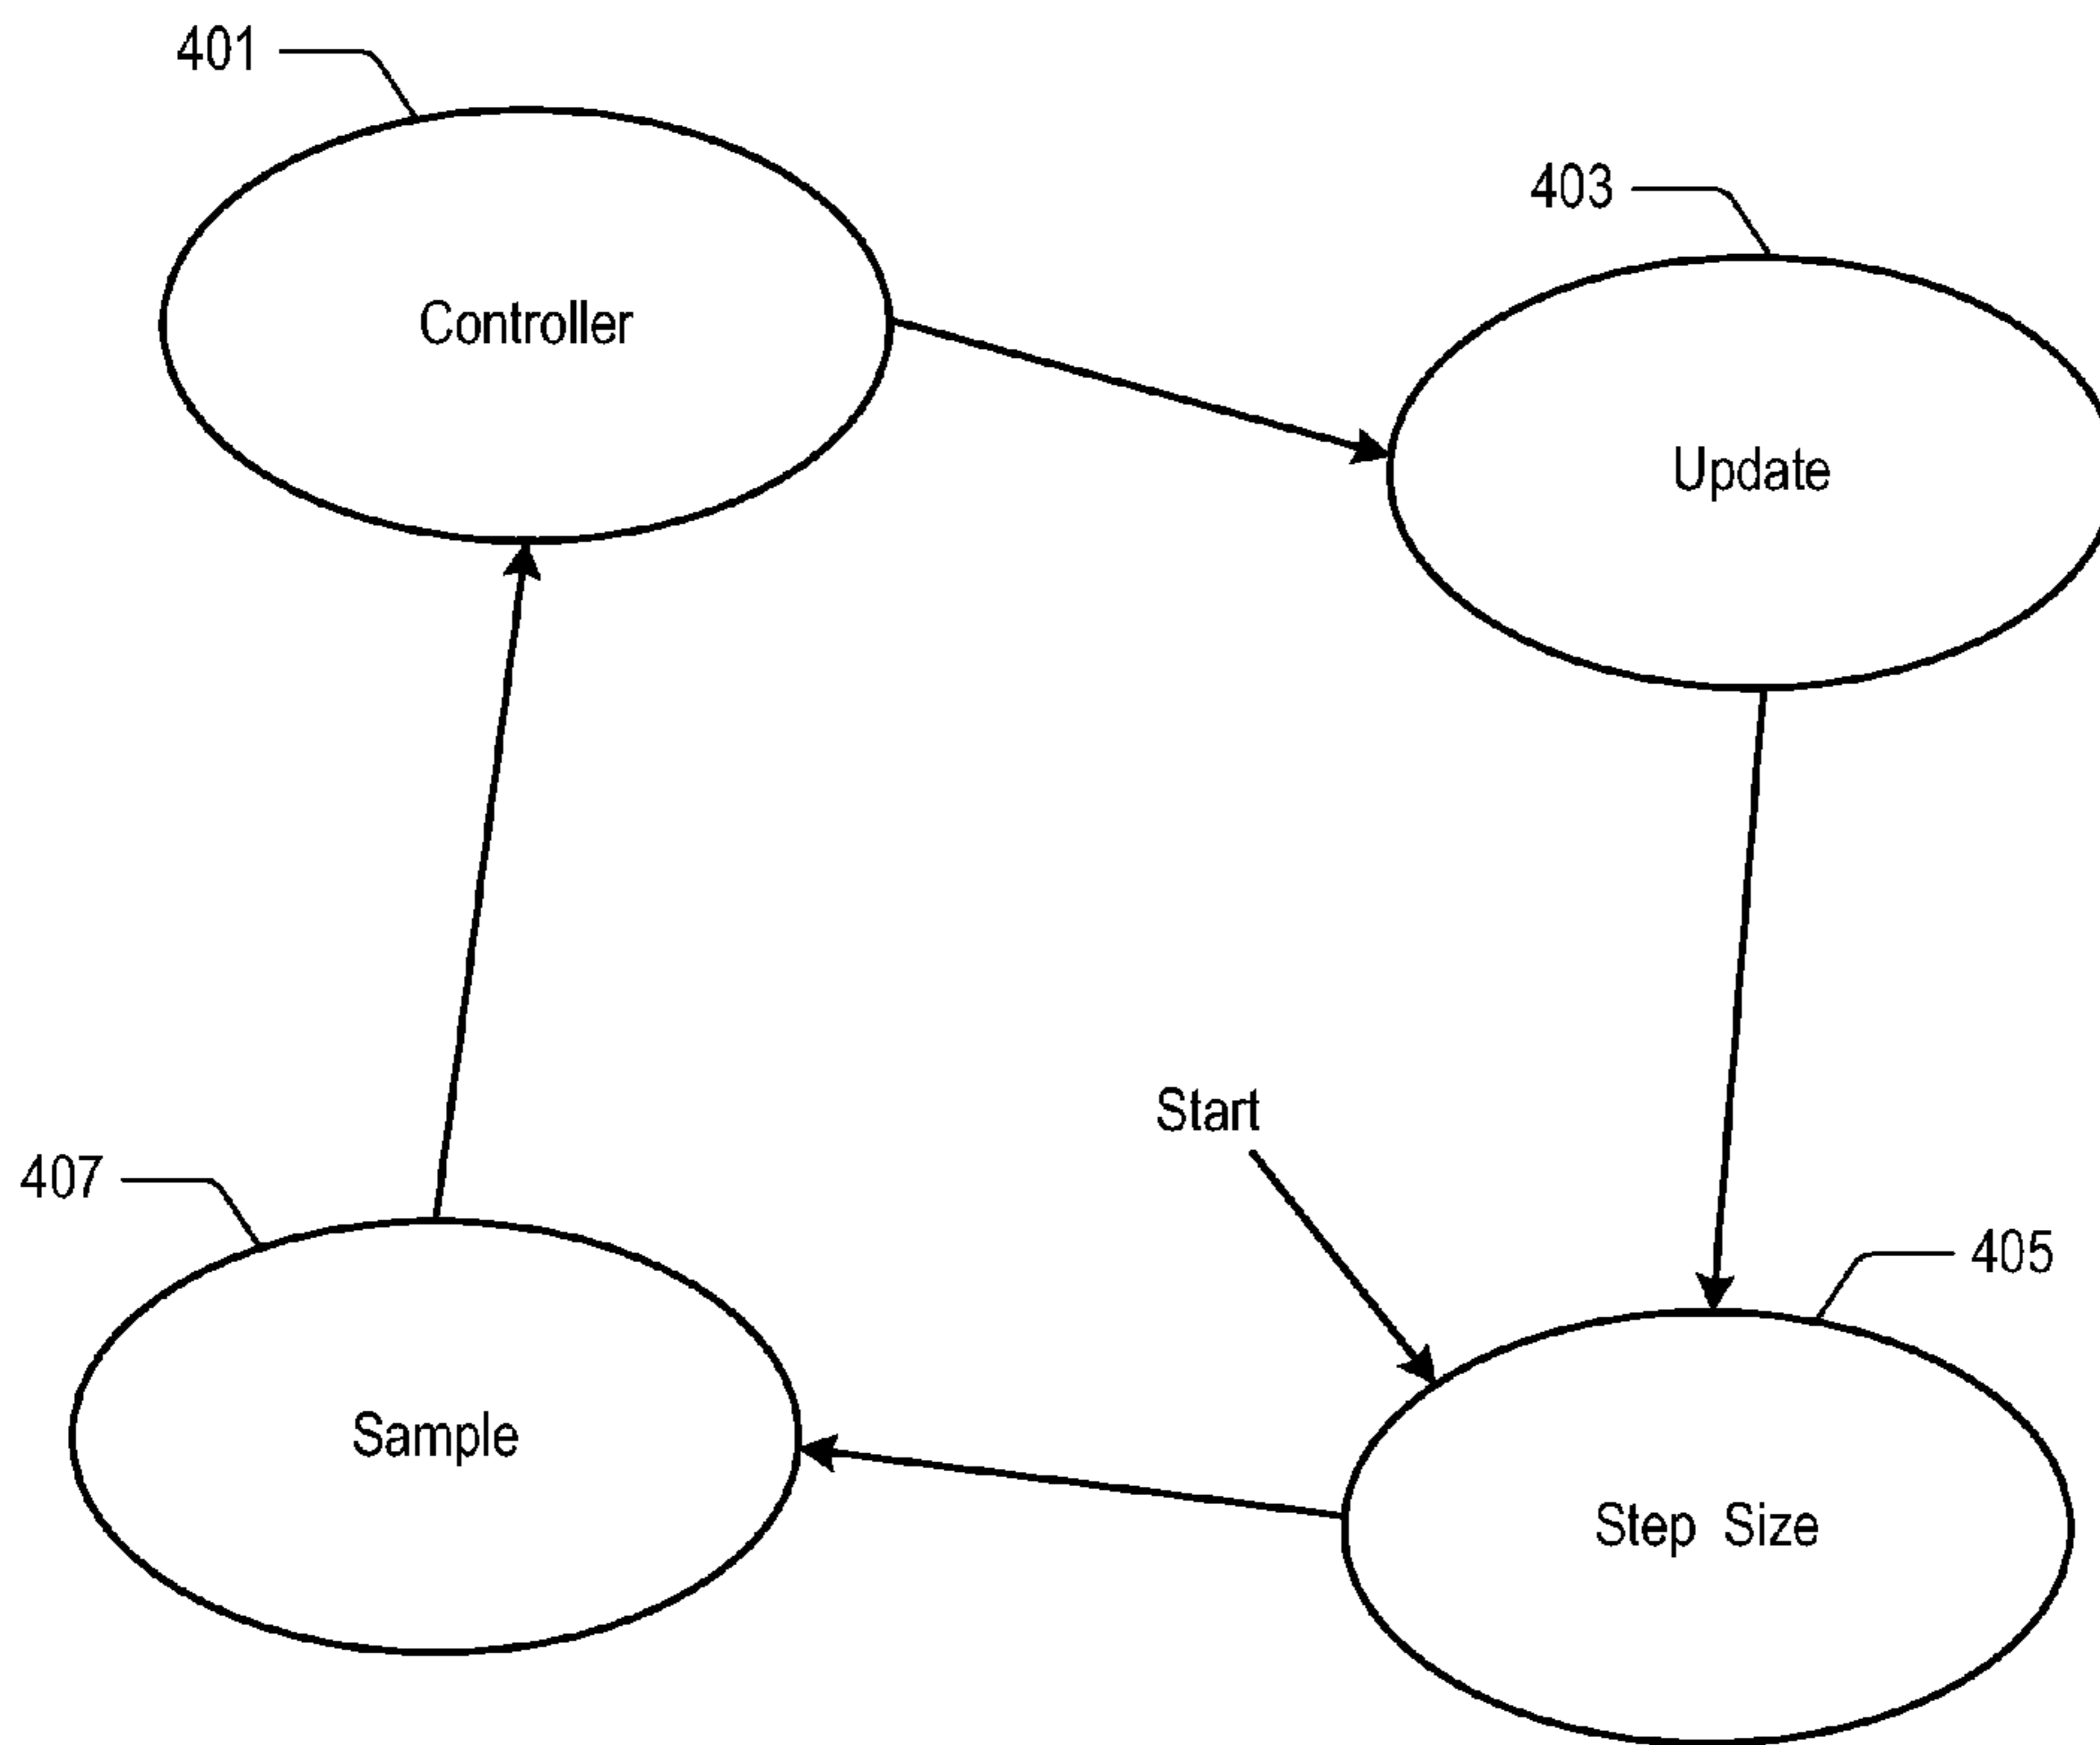 401
403
Controller
Update
Start
407
405
Sample
Step Size